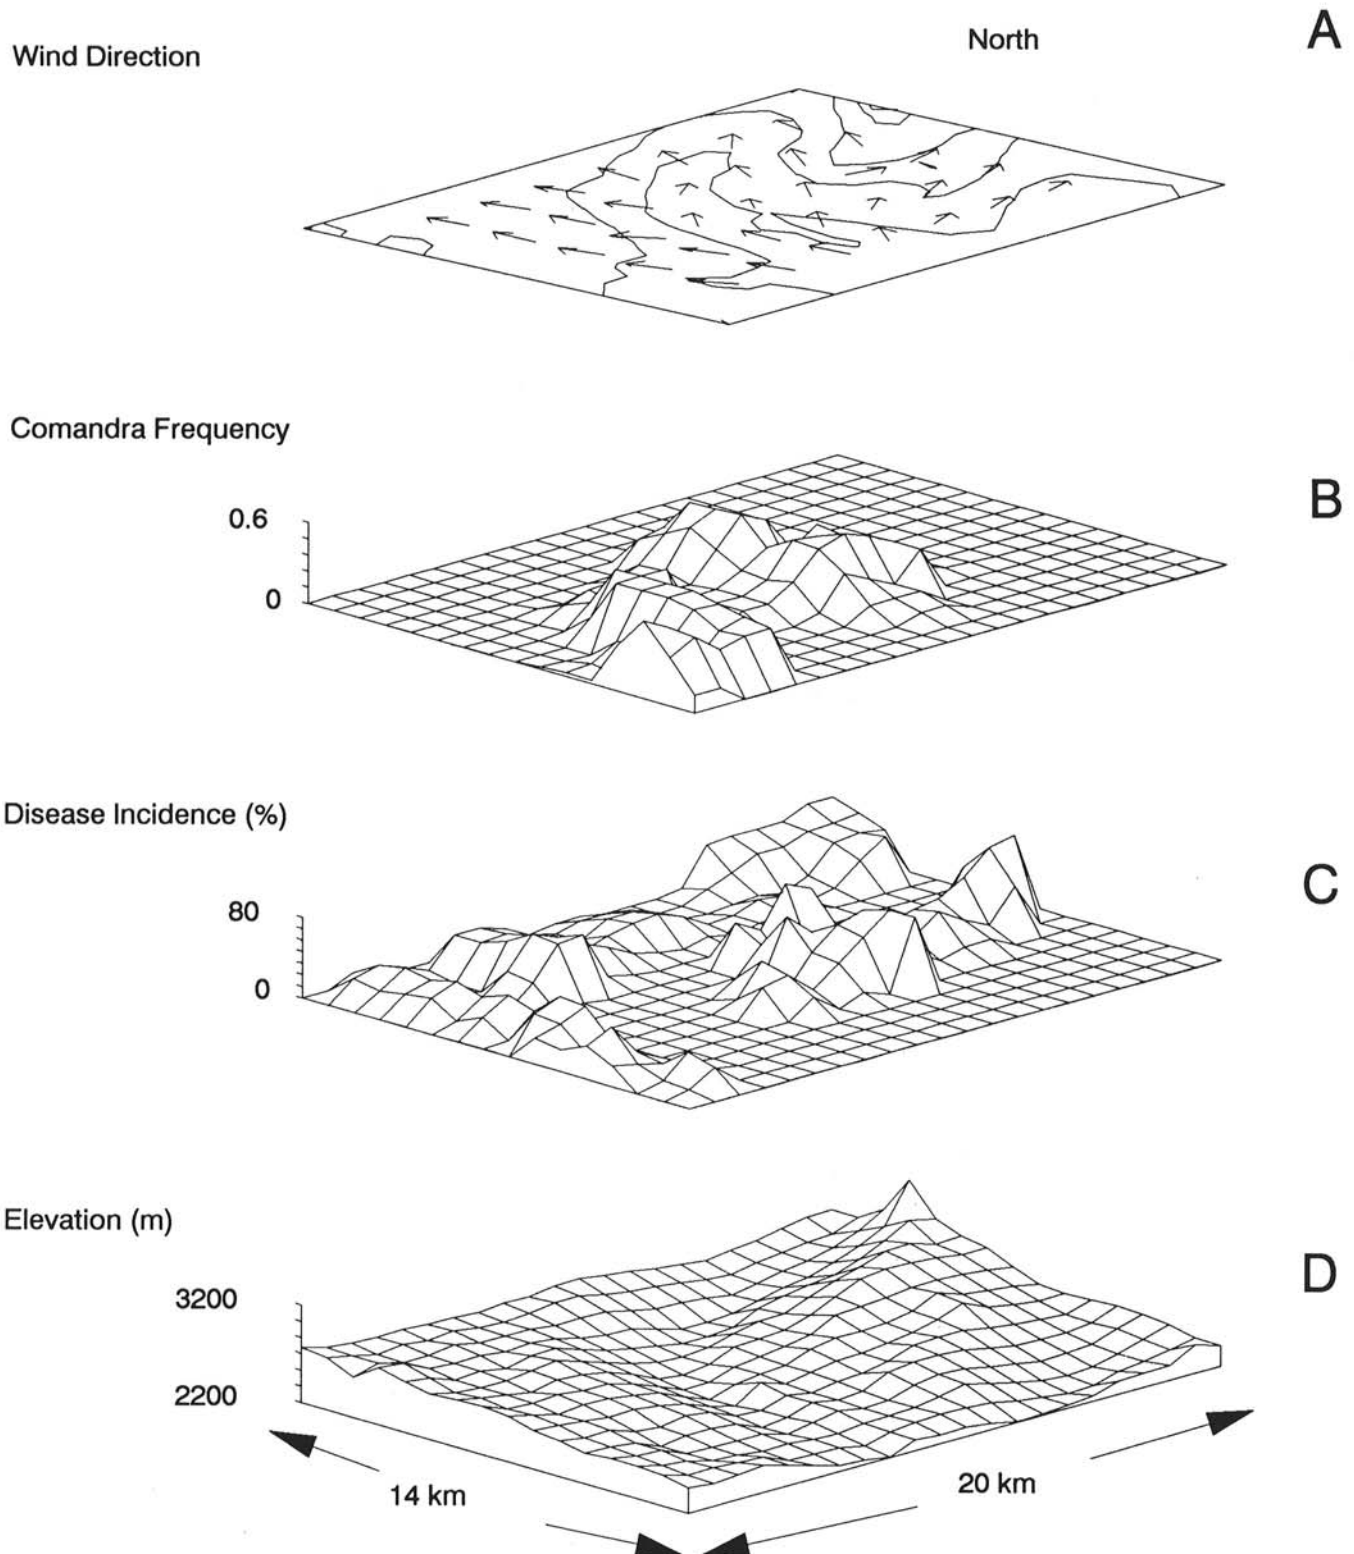 Wind Direction
North
A
Comandra Frequency
B
0.6
0
Disease Incidence (%)
C
80
0
Elevation (m)
D
3200
2200
14 km
20 km